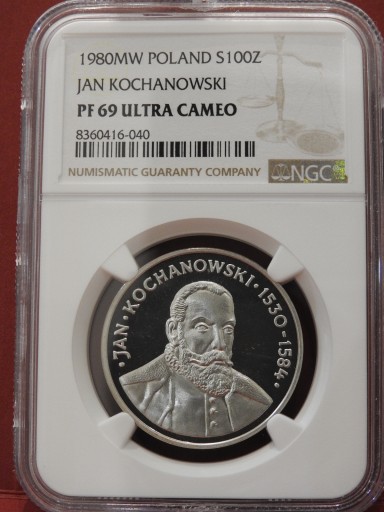 1980MW POLAND S100Z
JAN KOCHANOWSKI
PF 69 ULTRA CAMEO
8360416-040
NUMISMATIC GUARANTY COMPANY
NGC
·JAN·KOCHANOWSKI·1530-1584·